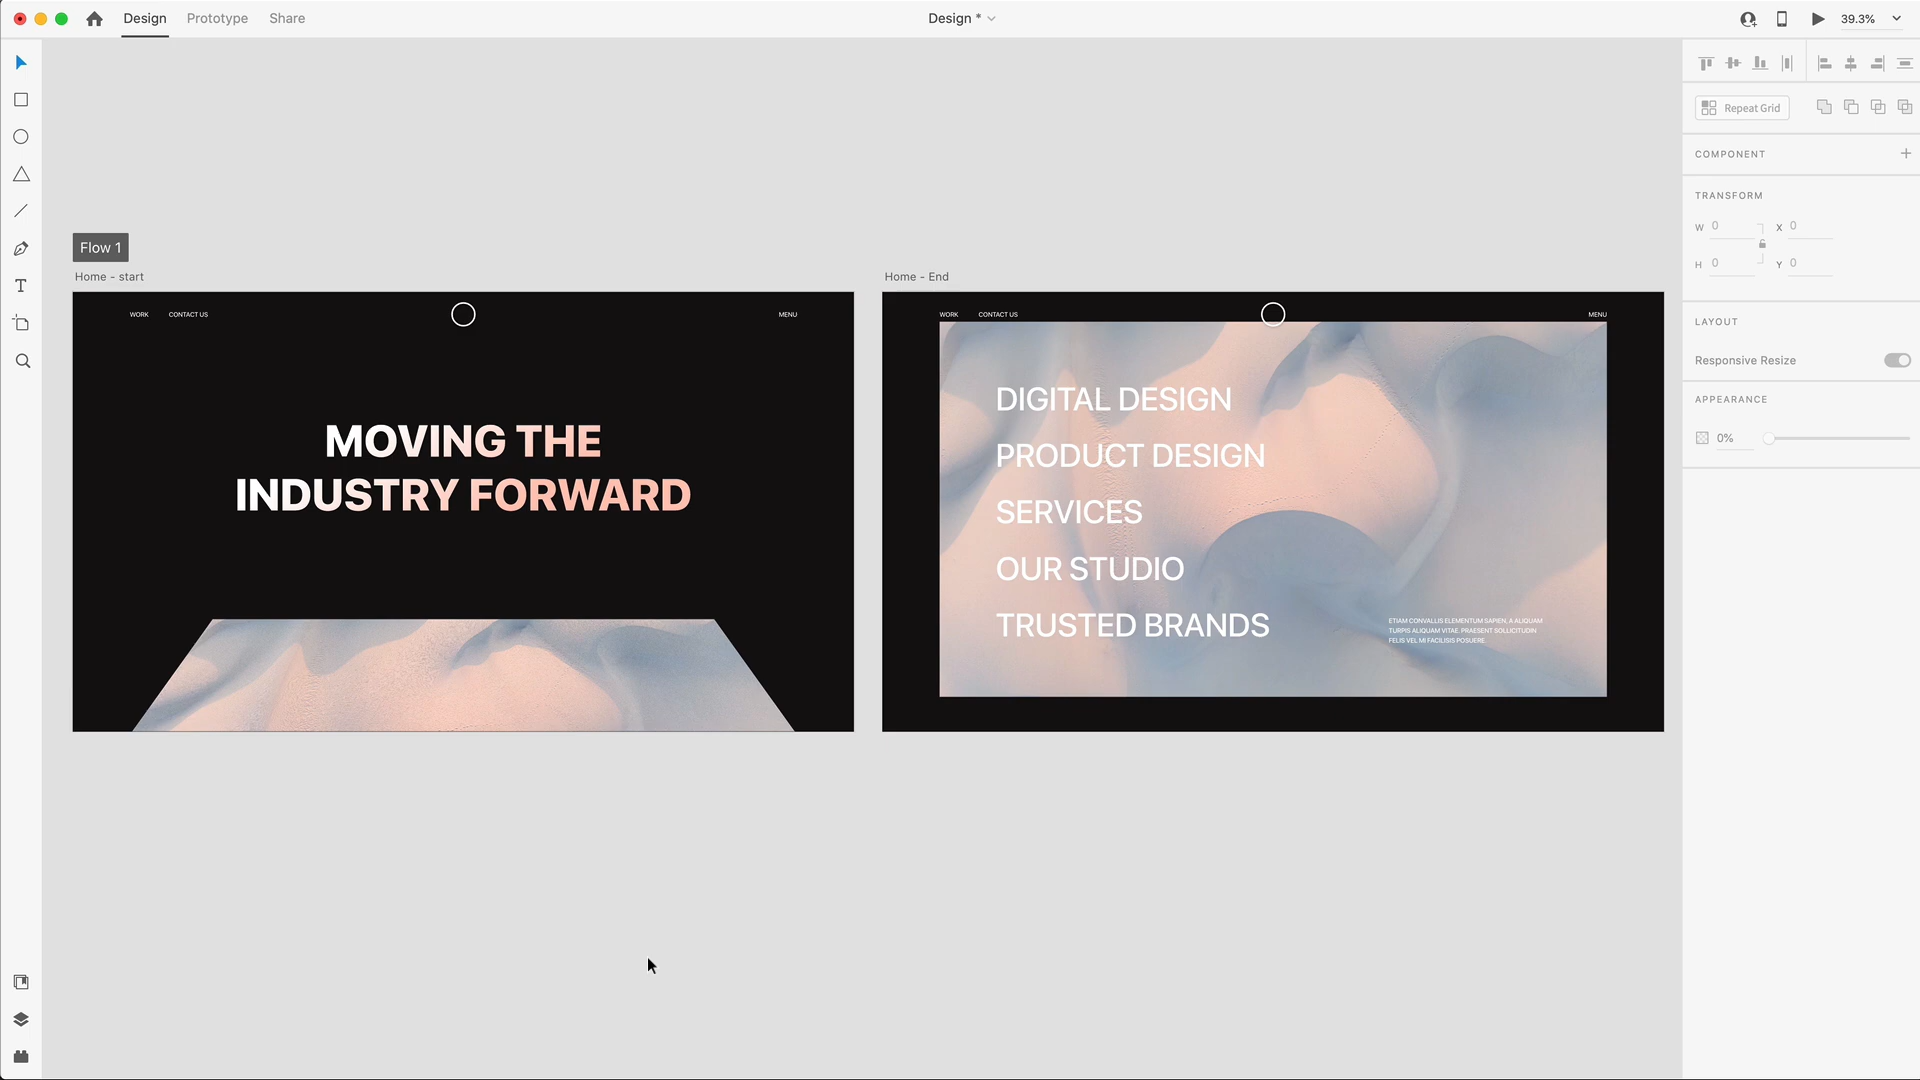 Design
Prototype
Share
Design *
39.3%
Repeat Grid
COMPONENT
TRANSFORM
W 0
X 0
H 0
Y 0
LAYOUT
Responsive Resize
APPEARANCE
0%
Flow 1
Home - start
WORK
CONTACT US
MENU
MOVING THE
INDUSTRY FORWARD
Home - End
WORK
CONTACT US
MENU
DIGITAL DESIGN
PRODUCT DESIGN
SERVICES
OUR STUDIO
TRUSTED BRANDS
ETIAM CONVALLIS ELEMENTUM SAPIEN, A ALIQUAM
TURPIS ALIQUAM VITAE. PRAESENT SOLLICITUDIN
FELIS VEL MI FACILISIS POSUERE.